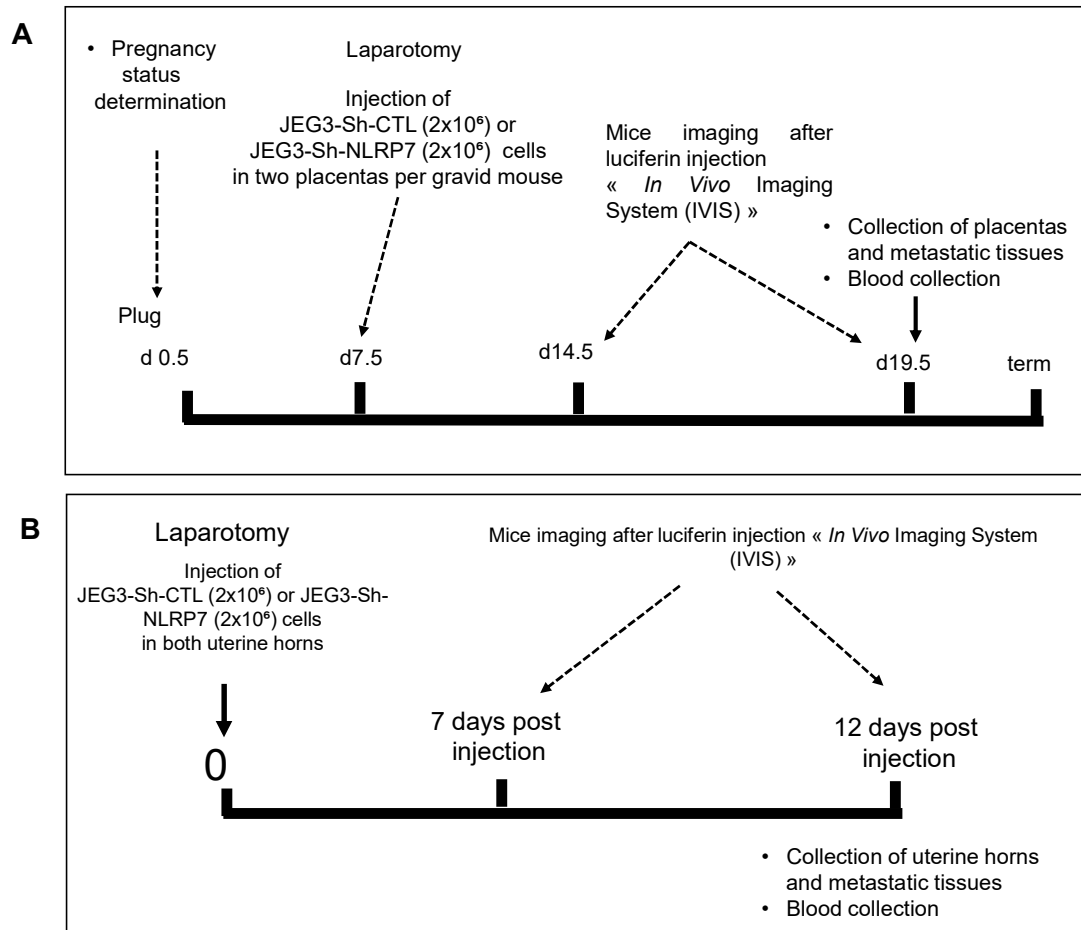 A
• Pregnancy
status
determination
Laparotomy
Injection of
JEG3-Sh-CTL (2x10⁶) or
JEG3-Sh-NLRP7 (2x10⁶) cells
in two placentas per gravid mouse
Mice imaging after
luciferin injection
« In Vivo Imaging
System (IVIS) »
• Collection of placentas
and metastatic tissues
• Blood collection
Plug
d 0.5
d7.5
d14.5
d19.5
term
B
Laparotomy
Injection of
JEG3-Sh-CTL (2x10⁶) or JEG3-Sh-
NLRP7 (2x10⁶) cells
in both uterine horns
Mice imaging after luciferin injection « In Vivo Imaging System
(IVIS) »
0
7 days post
injection
12 days post
injection
• Collection of uterine horns
and metastatic tissues
• Blood collection